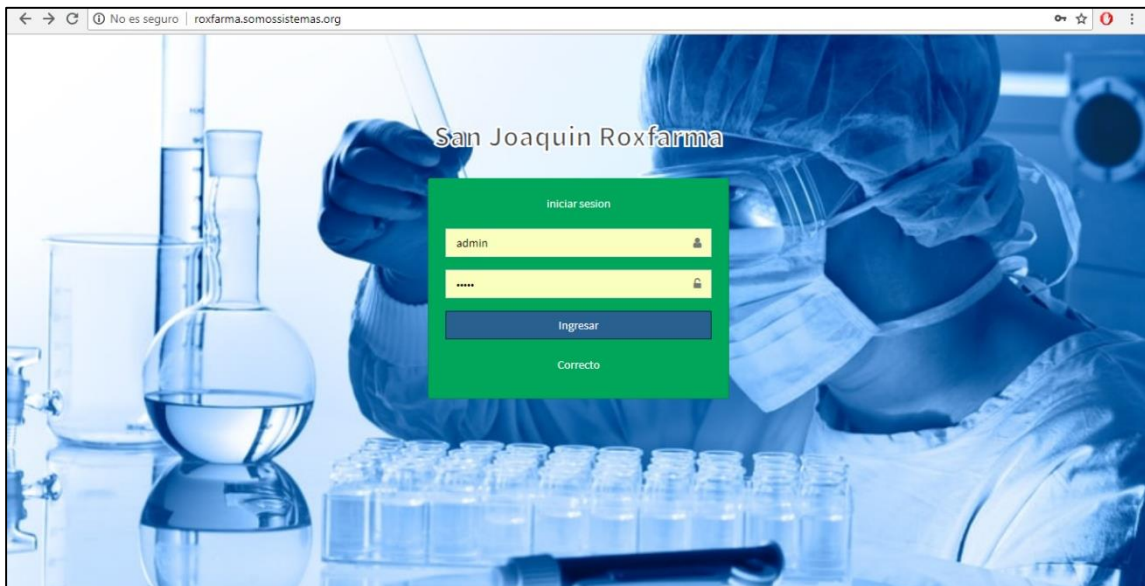 No es seguro | roxfarma.somossistemas.org
San Joaquin Roxfarma
iniciar sesion
admin
•••••
Ingresar
Correcto